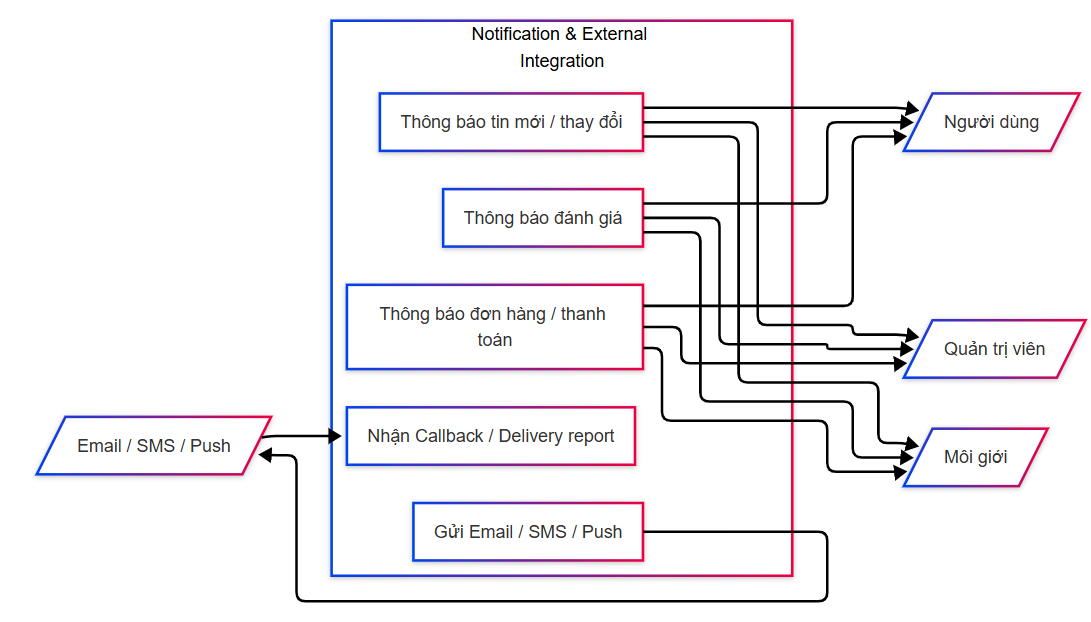 Notification & External
Integration
Thông báo tin mới / thay đổi
Người dùng
Thông báo đánh giá
Thông báo đơn hàng / thanh
toán
Quản trị viên
Nhận Callback / Delivery report
Email / SMS / Push
Môi giới
Gửi Email / SMS / Push